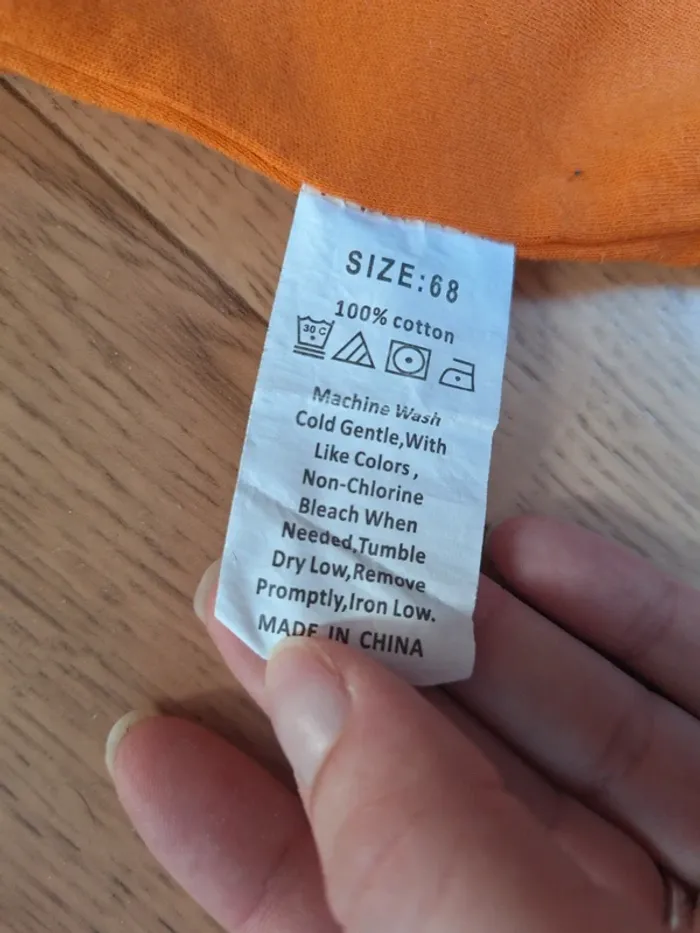 SIZE:68
100% cotton
30 C
Machine Wash
Cold Gentle,With
Like Colors,
Non-Chlorine
Bleach When
Needed,Tumble
Dry Low,Remove
Promptly,Iron Low.
MADE IN CHINA